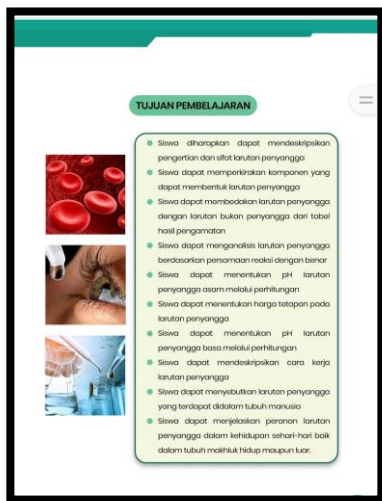 TUJUAN PEMBELAJARAN
Siswa diharapkan dapat mendeskripsikan
pengertian dan sifat larutan penyangga
Siswa dapat memperkirakan komponen yang
dapat membentuk larutan penyangga
Siswa dapat membedakan larutan penyangga
dengan larutan bukan penyangga dari tabel
hasil pengamatan
Siswa dapat menganalisis larutan penyangga
berdasarkan persamaan reaksi dengan benar
Siswa dapat menentukan pH larutan
penyangga asam melalui perhitungan
Siswa dapat menentukan harga tetapan pada
larutan penyangga
Siswa dapat menentukan pH larutan
penyangga basa melalui perhitungan
Siswa dapat mendeskripsikan cara kerja
larutan penyangga
Siswa dapat menyebutkan larutan penyangga
yang terdapat didalam tubuh manusia
Siswa dapat menjelaskan peranan larutan
penyangga dalam kehidupan sehari-hari baik
dalam tubuh makhluk hidup maupun luar.